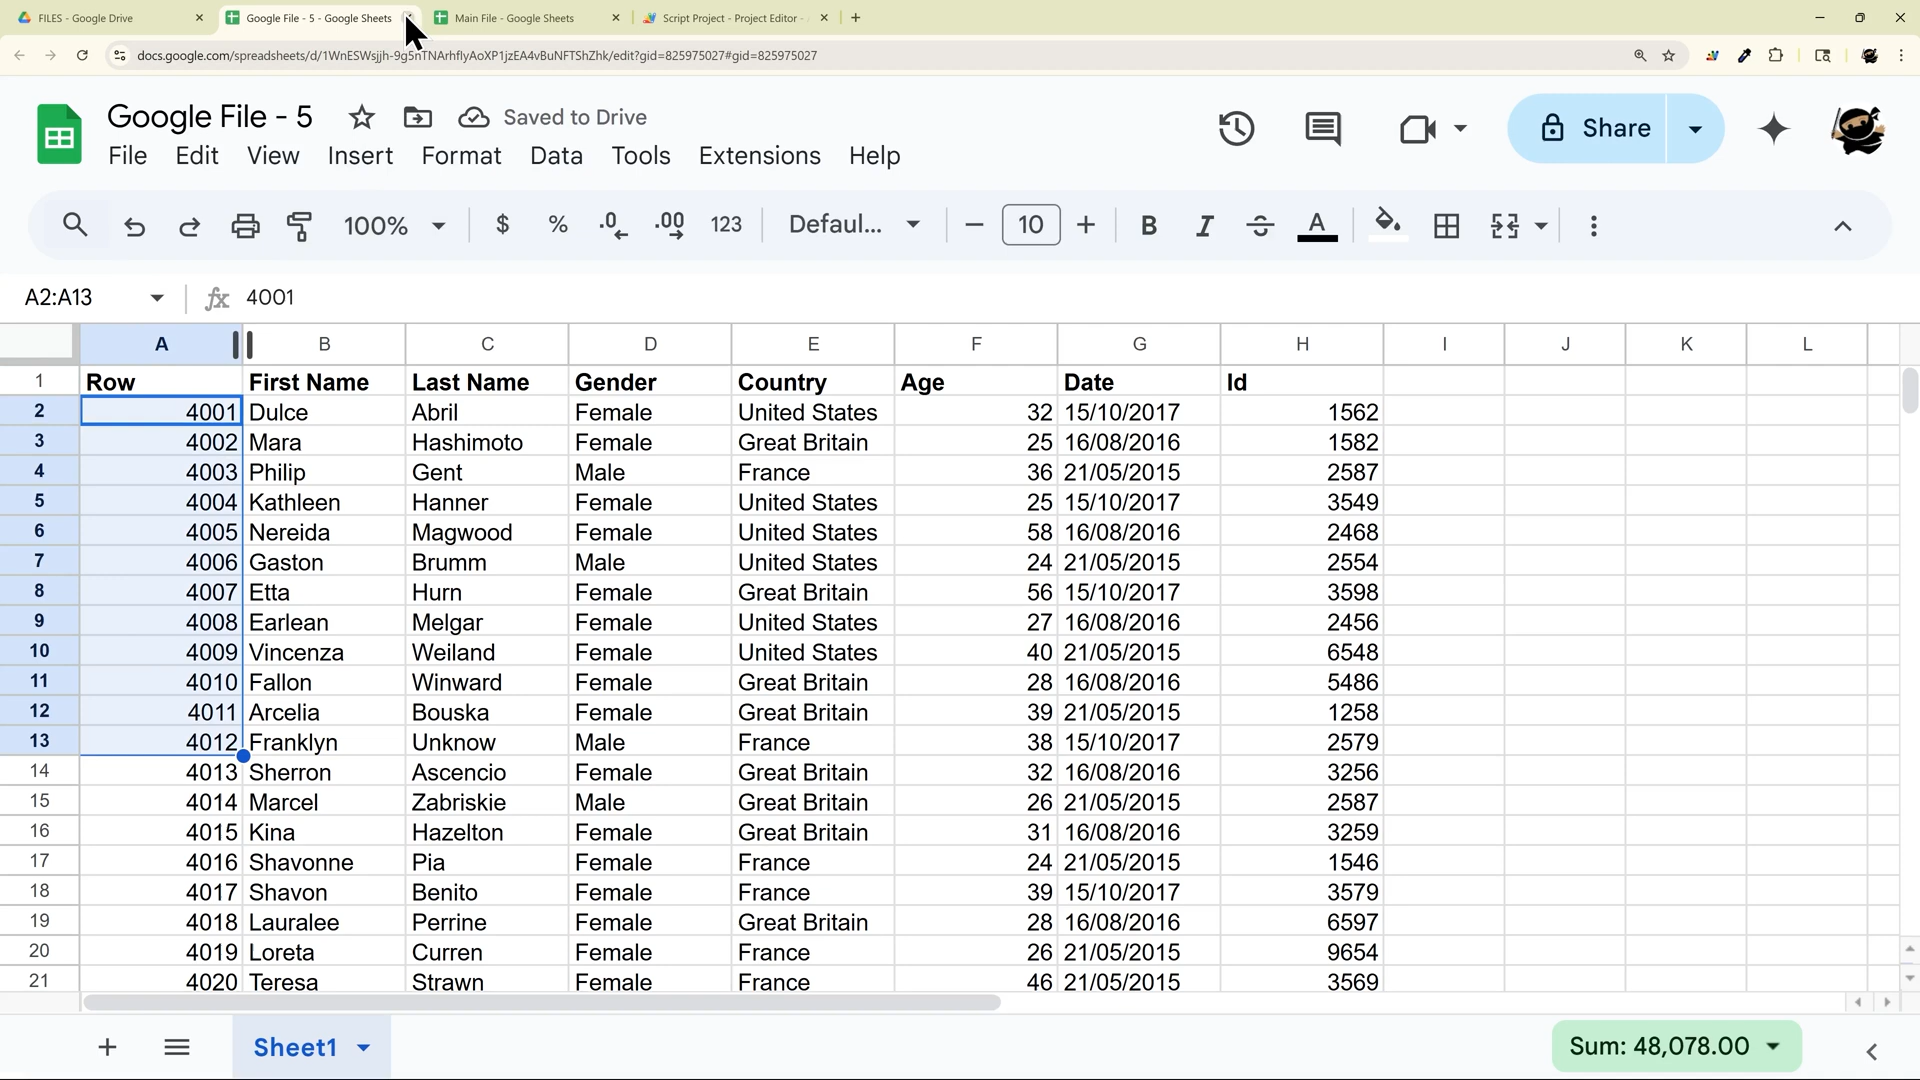 FILES - Google Drive
Google File - 5 - Google Sheets
Main File - Google Sheets
Script Project - Project Editor -
docs.google.com/spreadsheets/d/1WnESWsjjh-9g5nTNArhflyAoXP1jzEA4vBuNFTShZhk/edit?gid=825975027#gid=825975027
Google File - 5
Saved to Drive
Share
File Edit View Insert Format Data Tools Extensions Help
100% $ % .0 .00 123 Defaul... 10 B I A
A2:A13 fx 4001
A B C D E F G H I J K L
1 Row First Name Last Name Gender Country Age Date Id
2 4001 Dulce Abril Female United States 32 15/10/2017 1562
3 4002 Mara Hashimoto Female Great Britain 25 16/08/2016 1582
4 4003 Philip Gent Male France 36 21/05/2015 2587
5 4004 Kathleen Hanner Female United States 25 15/10/2017 3549
6 4005 Nereida Magwood Female United States 58 16/08/2016 2468
7 4006 Gaston Brumm Male United States 24 21/05/2015 2554
8 4007 Etta Hurn Female Great Britain 56 15/10/2017 3598
9 4008 Earlean Melgar Female United States 27 16/08/2016 2456
10 4009 Vincenza Weiland Female United States 40 21/05/2015 6548
11 4010 Fallon Winward Female Great Britain 28 16/08/2016 5486
12 4011 Arcelia Bouska Female Great Britain 39 21/05/2015 1258
13 4012 Franklyn Unknow Male France 38 15/10/2017 2579
14 4013 Sherron Ascencio Female Great Britain 32 16/08/2016 3256
15 4014 Marcel Zabriskie Male Great Britain 26 21/05/2015 2587
16 4015 Kina Hazelton Female Great Britain 31 16/08/2016 3259
17 4016 Shavonne Pia Female France 24 21/05/2015 1546
18 4017 Shavon Benito Female France 39 15/10/2017 3579
19 4018 Lauralee Perrine Female Great Britain 28 16/08/2016 6597
20 4019 Loreta Curren Female France 26 21/05/2015 9654
21 4020 Teresa Strawn Female France 46 21/05/2015 3569
Sheet1
Sum: 48,078.00